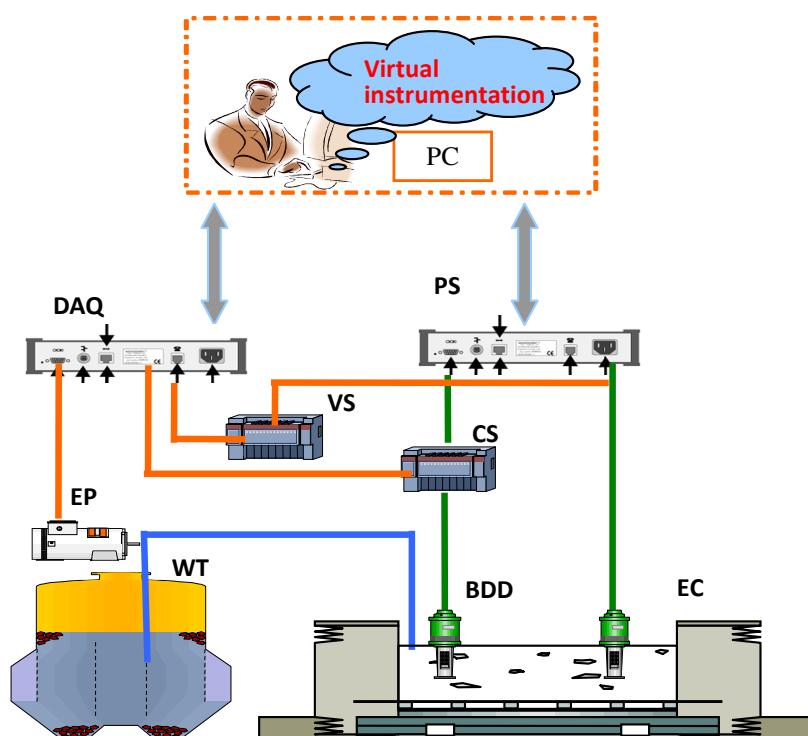 Virtual
instrumentation
PC
PS
DAQ
VS
CS
EP
WT
BDD
EC